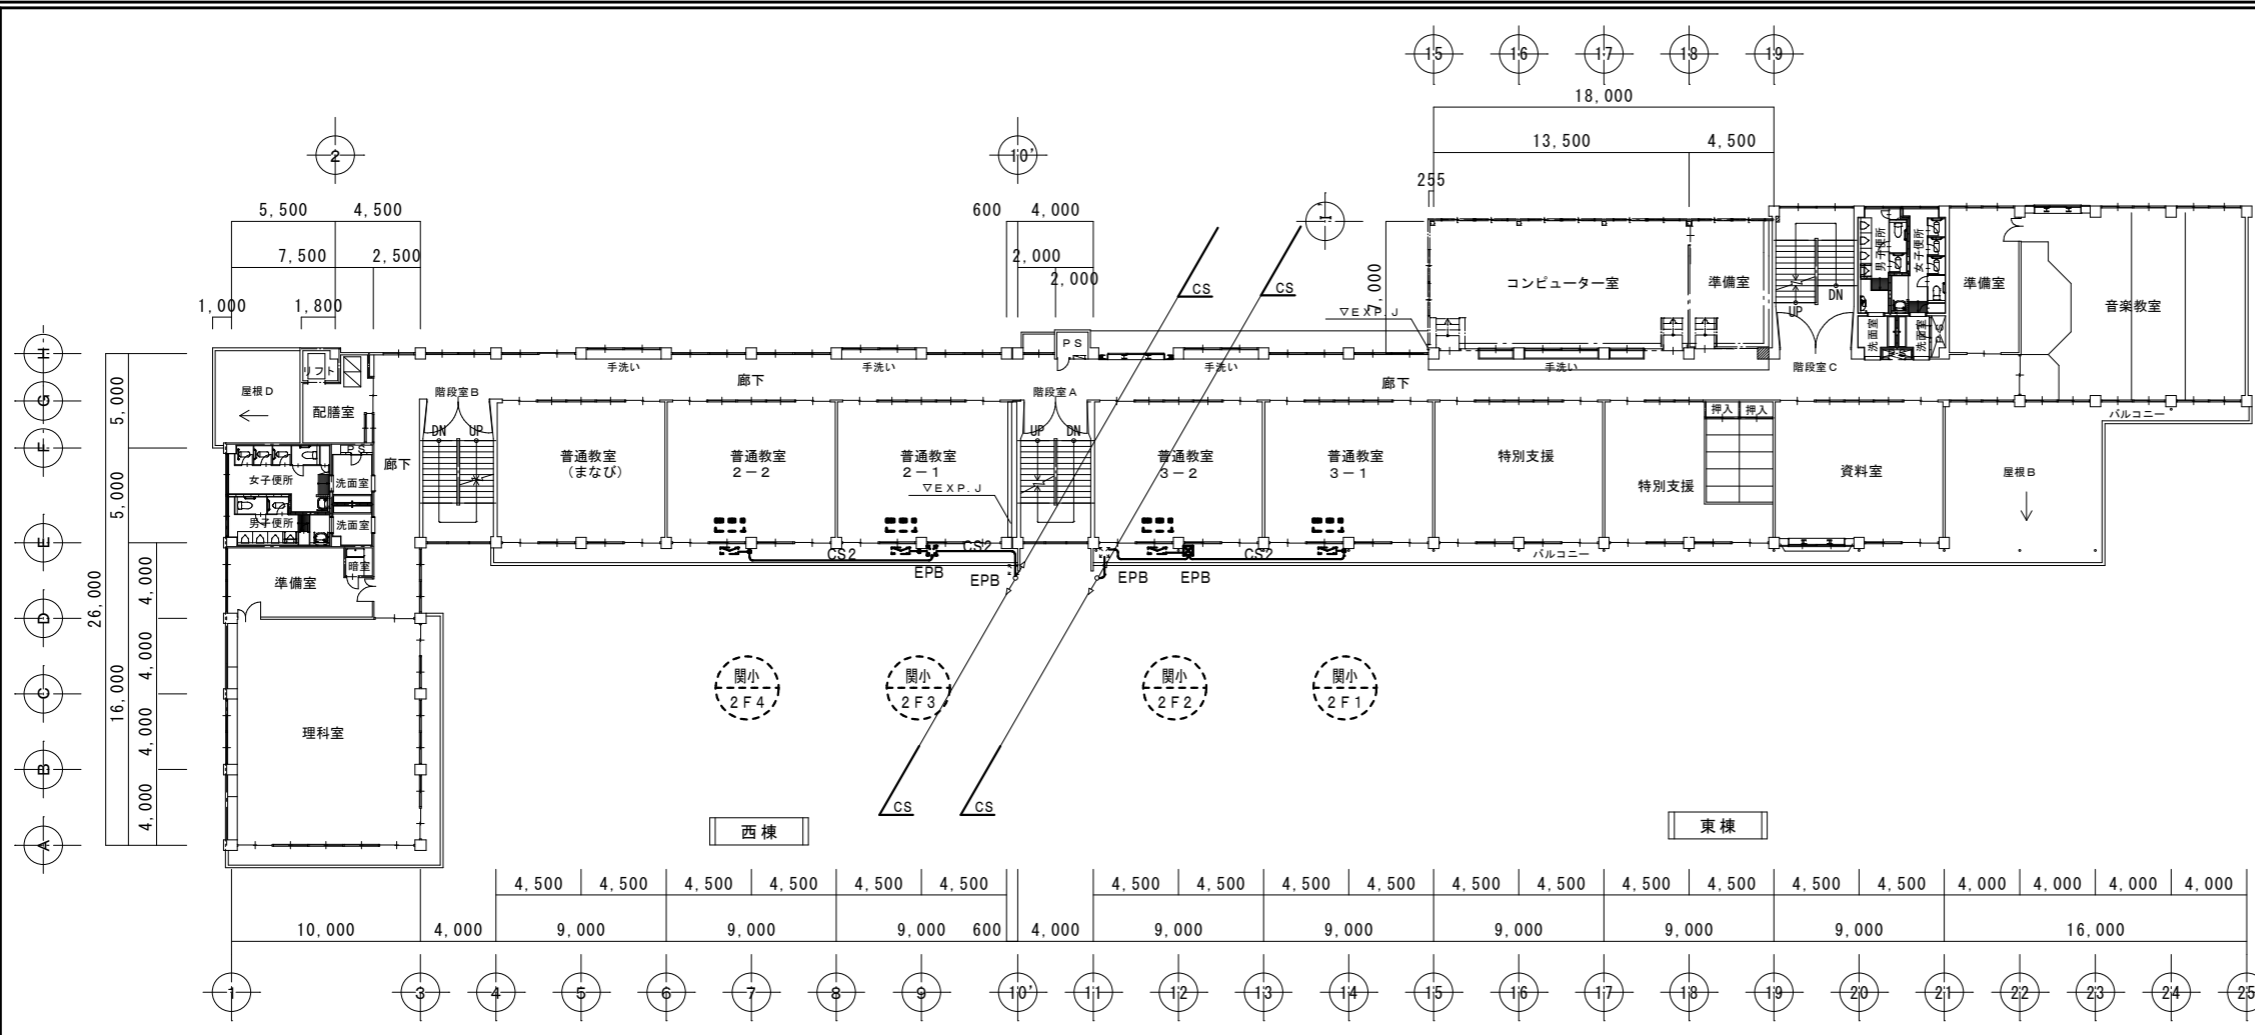 15 16 17 18 19
18,000
13,500 4,500
2 10'
255
5,500 4,500 600 4,000
7,500 2,500 2,000
2,000
1,000 1,800
7,000
CS CS
コンピューター室 準備室
男子便所 女子便所
準備室
音楽教室
DN
UP
▽EXP.J
PS
洗面室 洗面室 PS
H
G
F
E
D
C
B
A
5,000
5,000
26,000
16,000
4,000
4,000
4,000
4,000
リフト
手洗い 手洗い 手洗い 手洗い
屋根D
配膳室
廊下 廊下
階段室B 階段室A 階段室C
押入 押入
バルコニー
DN UP UP DN
PS
廊下
女子便所
洗面室
男子便所
洗面室
普通教室
(まなび)
普通教室
2-2
普通教室
2-1
普通教室
3-2
普通教室
3-1
特別支援
特別支援
資料室
屋根B
▽EXP.J
暗室
準備室
CS2 CS2 CS2
バルコニー
EPB EPB EPB EPB
理科室
関小
2F4
関小
2F3
関小
2F2
関小
2F1
CS CS
西棟 東棟
4,500 4,500 4,500 4,500 4,500 4,500 4,500 4,500 4,500 4,500 4,500 4,500 4,500 4,500 4,500 4,500 4,000 4,000 4,000 4,000
10,000 4,000 9,000 9,000 9,000 600 4,000 9,000 9,000 9,000 9,000 9,000 16,000
1 3 4 5 6 7 8 9 10' 11 12 13 14 15 16 17 18 19 20 21 22 23 24 25